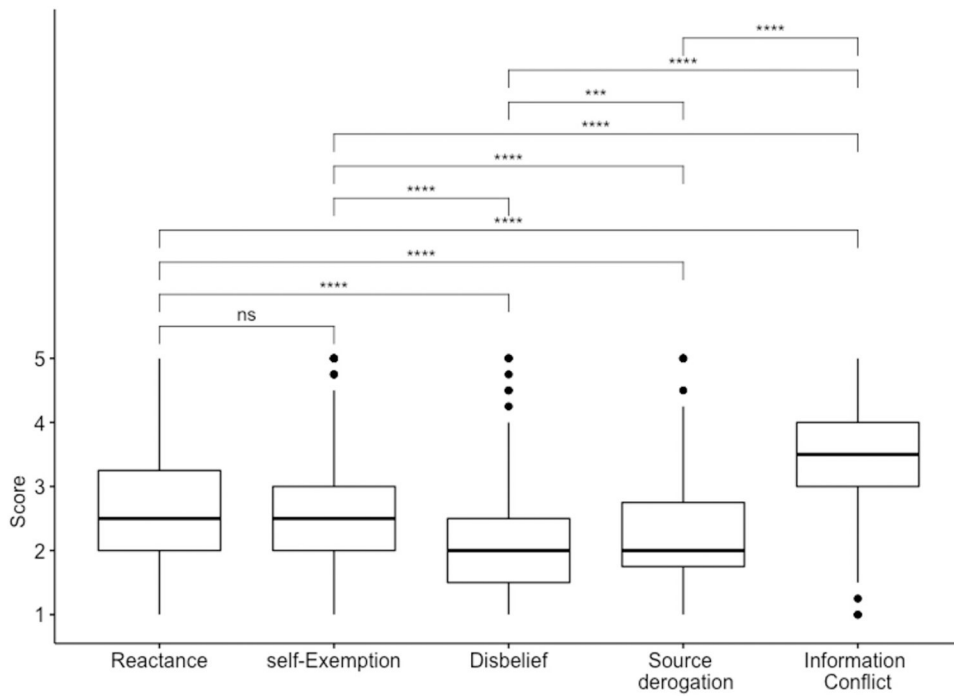 ****
****
***
****
****
****
****
****
****
ns
5
4
3
2
1
Score
Reactance
self-Exemption
Disbelief
Source
derogation
Information
Conflict